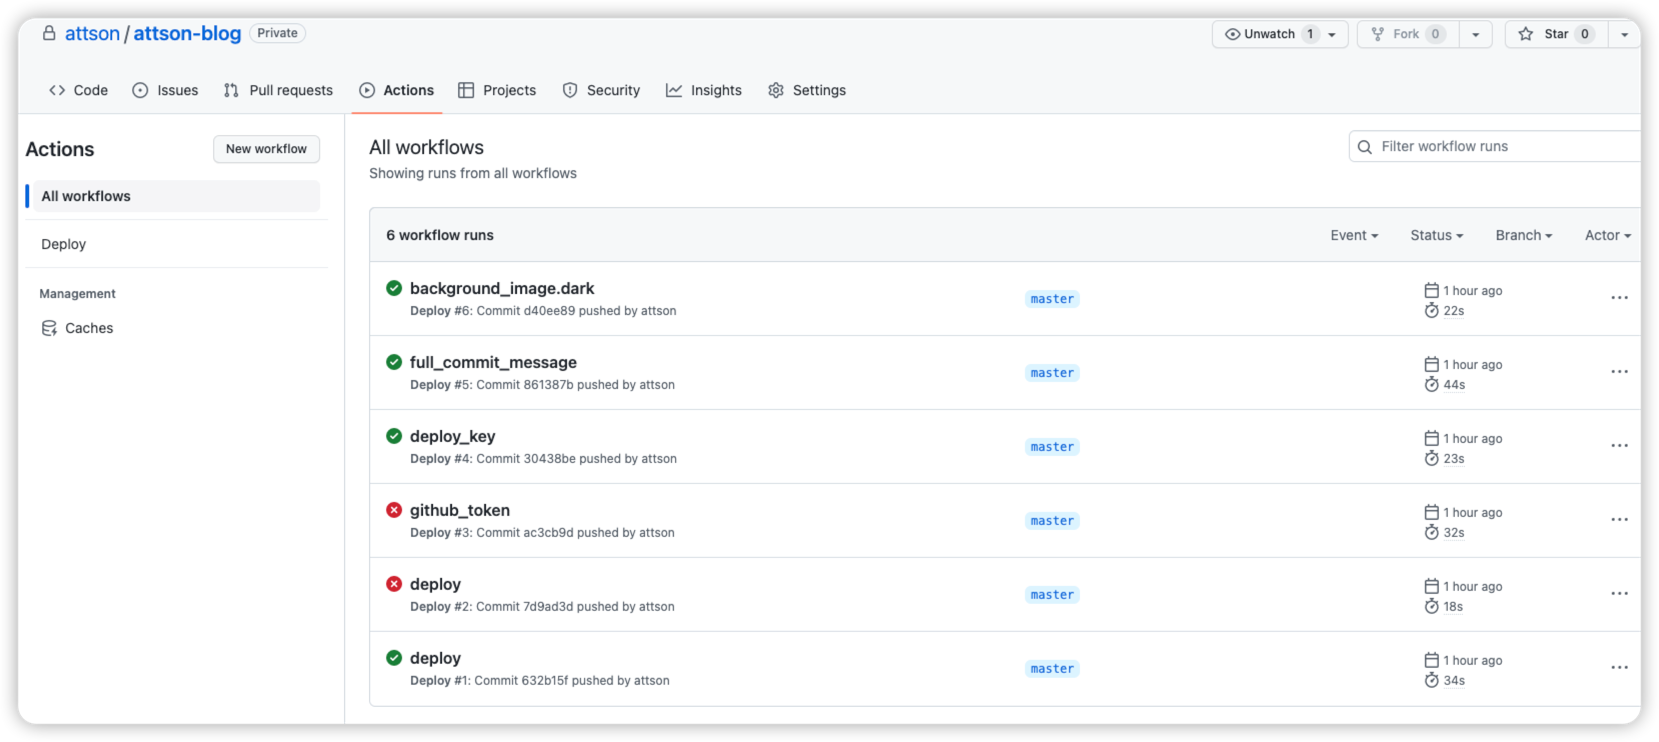 attson / attson-blog Private
Unwatch 1
Fork 0
Star 0
Code
Issues
Pull requests
Actions
Projects
Security
Insights
Settings
Actions
New workflow
All workflows
Deploy
Management
Caches
All workflows
Showing runs from all workflows
Filter workflow runs
6 workflow runs
Event
Status
Branch
Actor
background_image.dark
Deploy #6: Commit d40ee89 pushed by attson
master
1 hour ago
22s
full_commit_message
Deploy #5: Commit 861387b pushed by attson
master
1 hour ago
44s
deploy_key
Deploy #4: Commit 30438be pushed by attson
master
1 hour ago
23s
github_token
Deploy #3: Commit ac3cb9d pushed by attson
master
1 hour ago
32s
deploy
Deploy #2: Commit 7d9ad3d pushed by attson
master
1 hour ago
18s
deploy
Deploy #1: Commit 632b15f pushed by attson
master
1 hour ago
34s